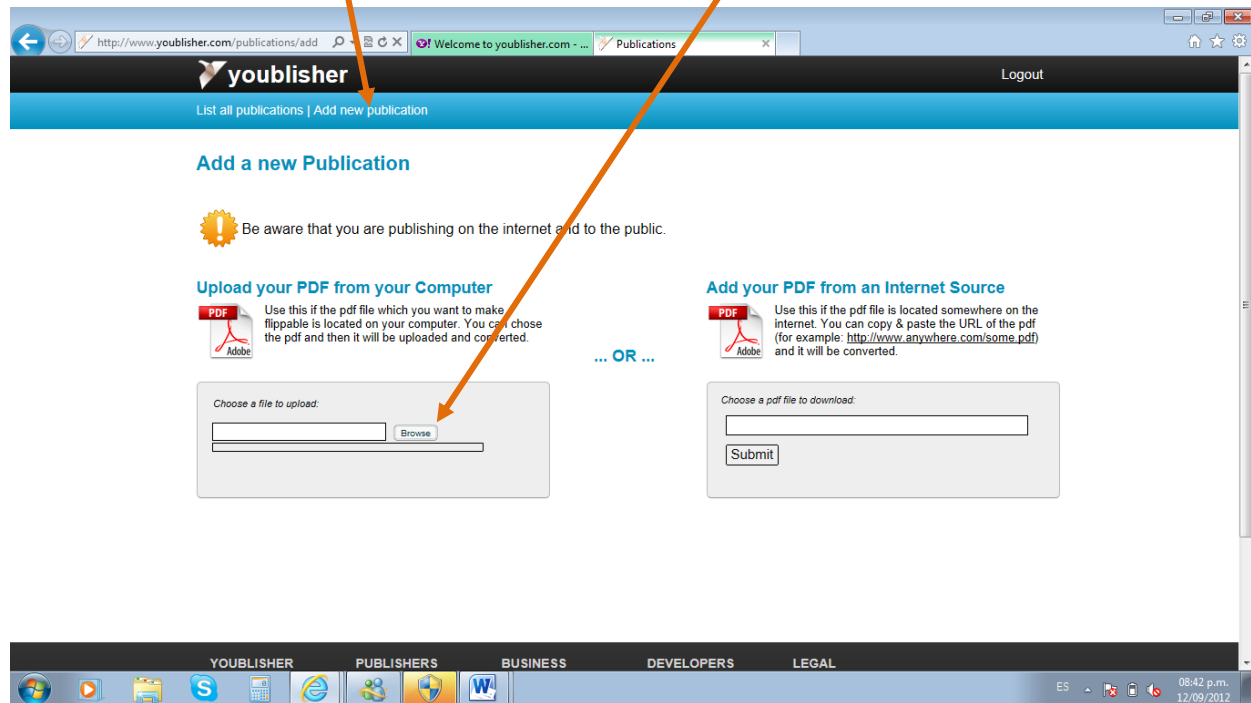 http://www.youblisher.com/publications/add
Welcome to youblisher.com - ...
Publications
youblisher
Logout
List all publications | Add new publication
Add a new Publication
Be aware that you are publishing on the internet and to the public.
Upload your PDF from your Computer
PDF
Adobe
Use this if the pdf file which you want to make
flippable is located on your computer. You can chose
the pdf and then it will be uploaded and converted.
... OR ...
Add your PDF from an Internet Source
PDF
Adobe
Use this if the pdf file is located somewhere on the
internet. You can copy & paste the URL of the pdf
(for example: http://www.anywhere.com/some.pdf)
and it will be converted.
Choose a file to upload:
Browse
Choose a pdf file to download:
Submit
YOUBLISHER PUBLISHERS BUSINESS DEVELOPERS LEGAL
ES
08:42 p.m.
12/09/2012